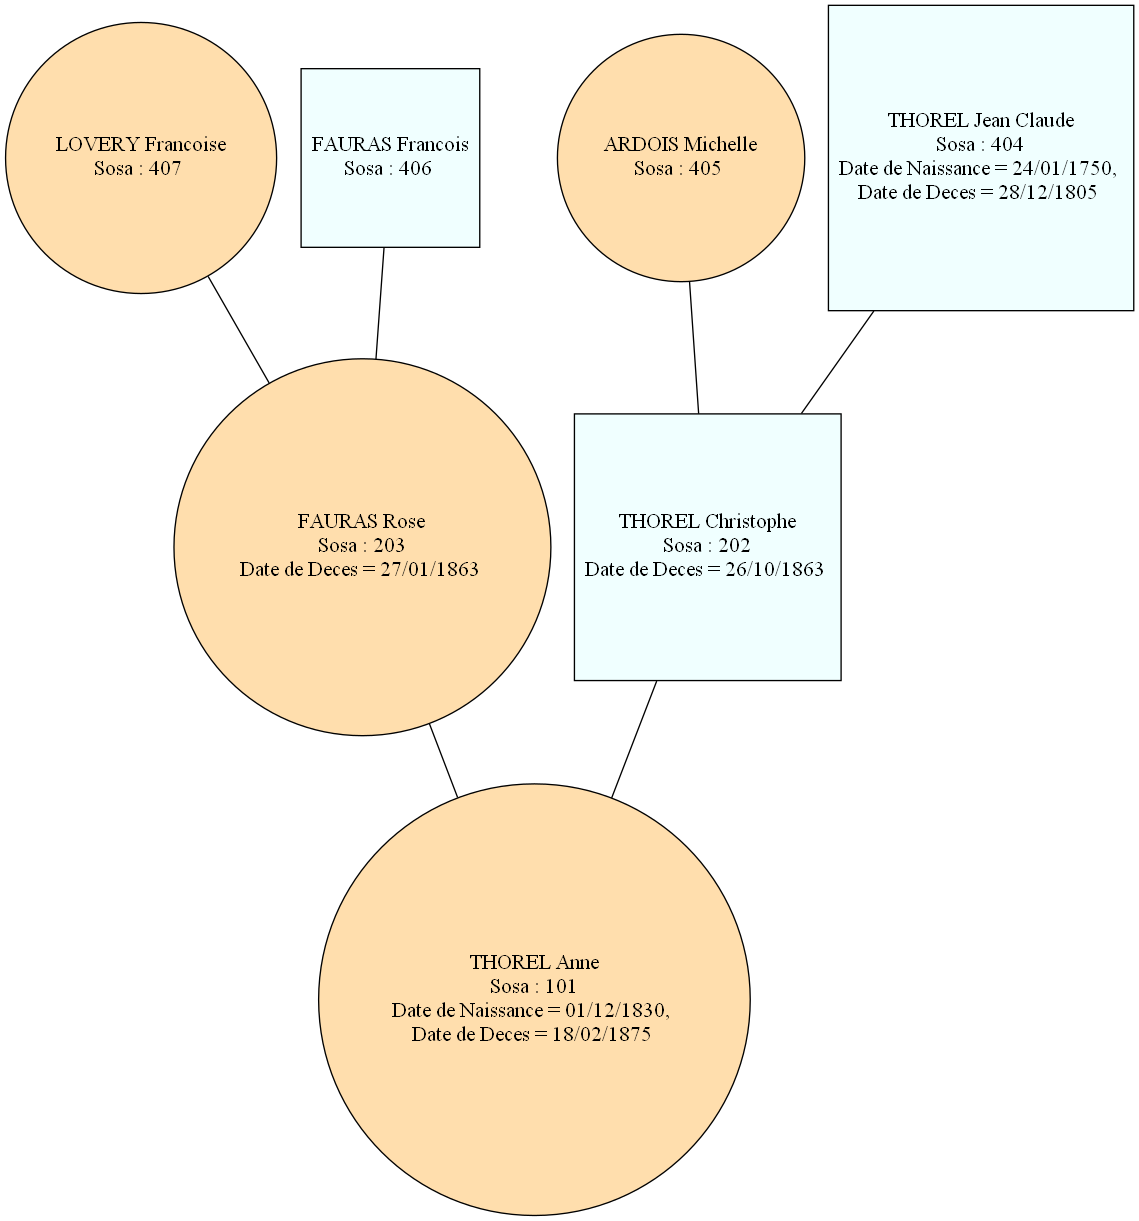 LOVERY Francoise
Sosa : 407
FAURAS Francois
Sosa : 406
ARDOIS Michelle
Sosa : 405
THOREL Jean Claude
Sosa : 404
Date de Naissance = 24/01/1750,
Date de Deces = 28/12/1805
FAURAS Rose
Sosa : 203
Date de Deces = 27/01/1863
THOREL Christophe
Sosa : 202
Date de Deces = 26/10/1863
THOREL Anne
Sosa : 101
Date de Naissance = 01/12/1830,
Date de Deces = 18/02/1875